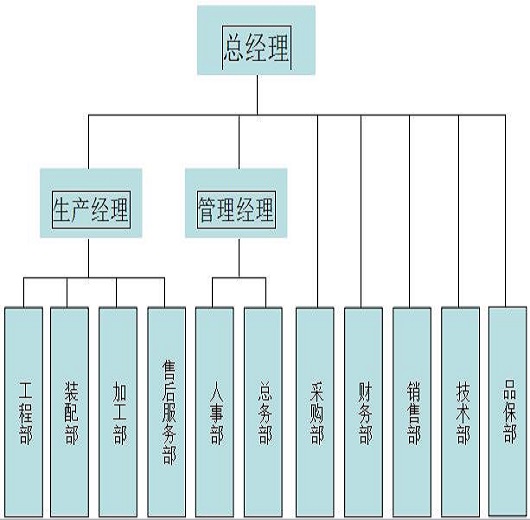 总经理
生产经理
管理经理
工程部
装配部
加工部
售后服务部
人事部
总务部
采购部
财务部
销售部
技术部
品保部